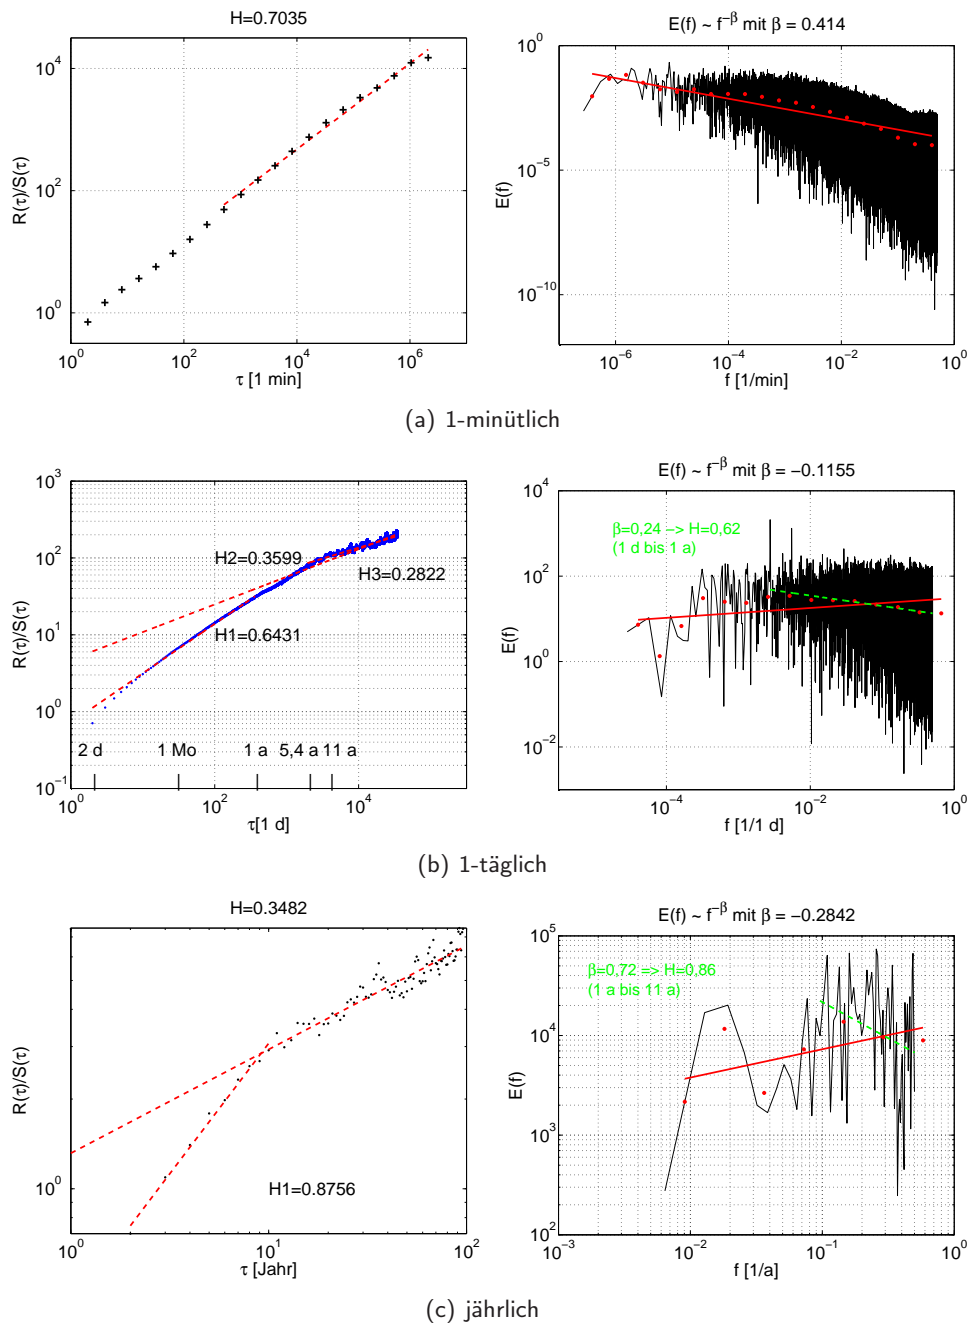 H=0.7035
R(τ)/S(τ)
10^4
10^2
10^0
10^0 10^2 10^4 10^6
τ [1 min]
E(f) ~ f^−β mit β = 0.414
E(f)
10^0
10^−5
10^−10
10^−6 10^−4 10^−2 10^0
f [1/min]
(a) 1-minütlich
R(τ)/S(τ)
10^3
10^2
10^1
10^0
10^−1
H2=0.3599
H3=0.2822
H1=0.6431
2 d 1 Mo 1 a 5,4 a 11 a
10^0 10^2 10^4
τ[1 d]
E(f) ~ f^−β mit β = −0.1155
E(f)
10^4
10^2
10^0
10^−2
β=0,24 −> H=0,62
(1 d bis 1 a)
10^−4 10^−2 10^0
f [1/1 d]
(b) 1-täglich
H=0.3482
R(τ)/S(τ)
10^0
H1=0.8756
10^0 10^1 10^2
τ [Jahr]
E(f) ~ f^−β mit β = −0.2842
E(f)
10^5
10^4
10^3
10^2
β=0,72 => H=0,86
(1 a bis 11 a)
10^−3 10^−2 10^−1 10^0
f [1/a]
(c) jährlich